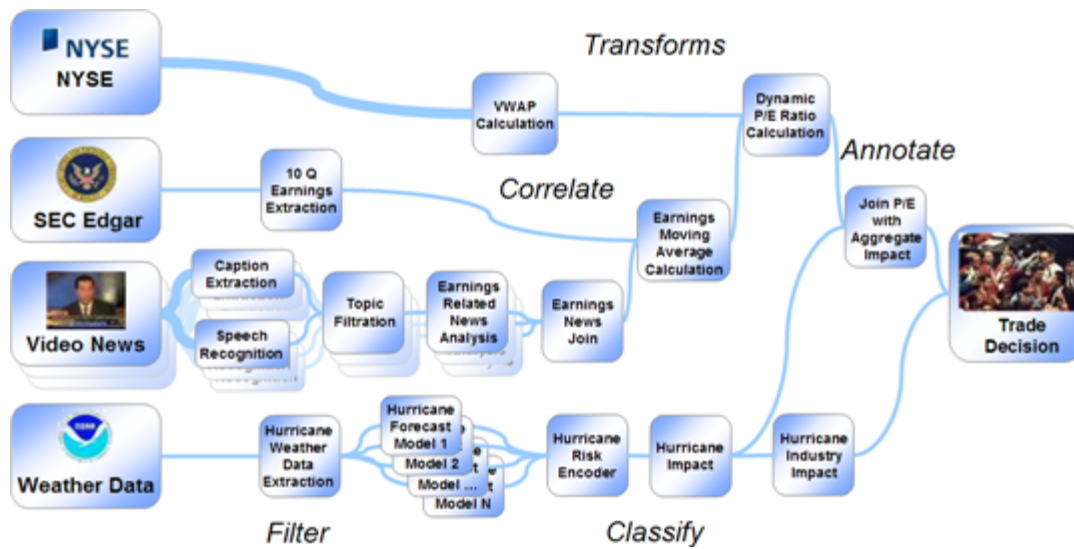 NYSE
NYSE
Transforms
VWAP
Calculation
Dynamic
P/E Ratio
Calculation
Annotate
SEC Edgar
10 Q
Earnings
Extraction
Correlate
Earnings
Moving
Average
Calculation
Join P/E
with
Aggregate
Impact
Video News
Caption
Extraction
Speech
Recognition
Topic
Filtration
Earnings
Related
News
Analysis
Earnings
News
Join
Trade
Decision
Weather Data
Hurricane
Weather
Data
Extraction
Hurricane
Forecast
Model 1
Model 2
Model ...
Model N
Hurricane
Risk
Encoder
Hurricane
Impact
Hurricane
Industry
Impact
Filter
Classify